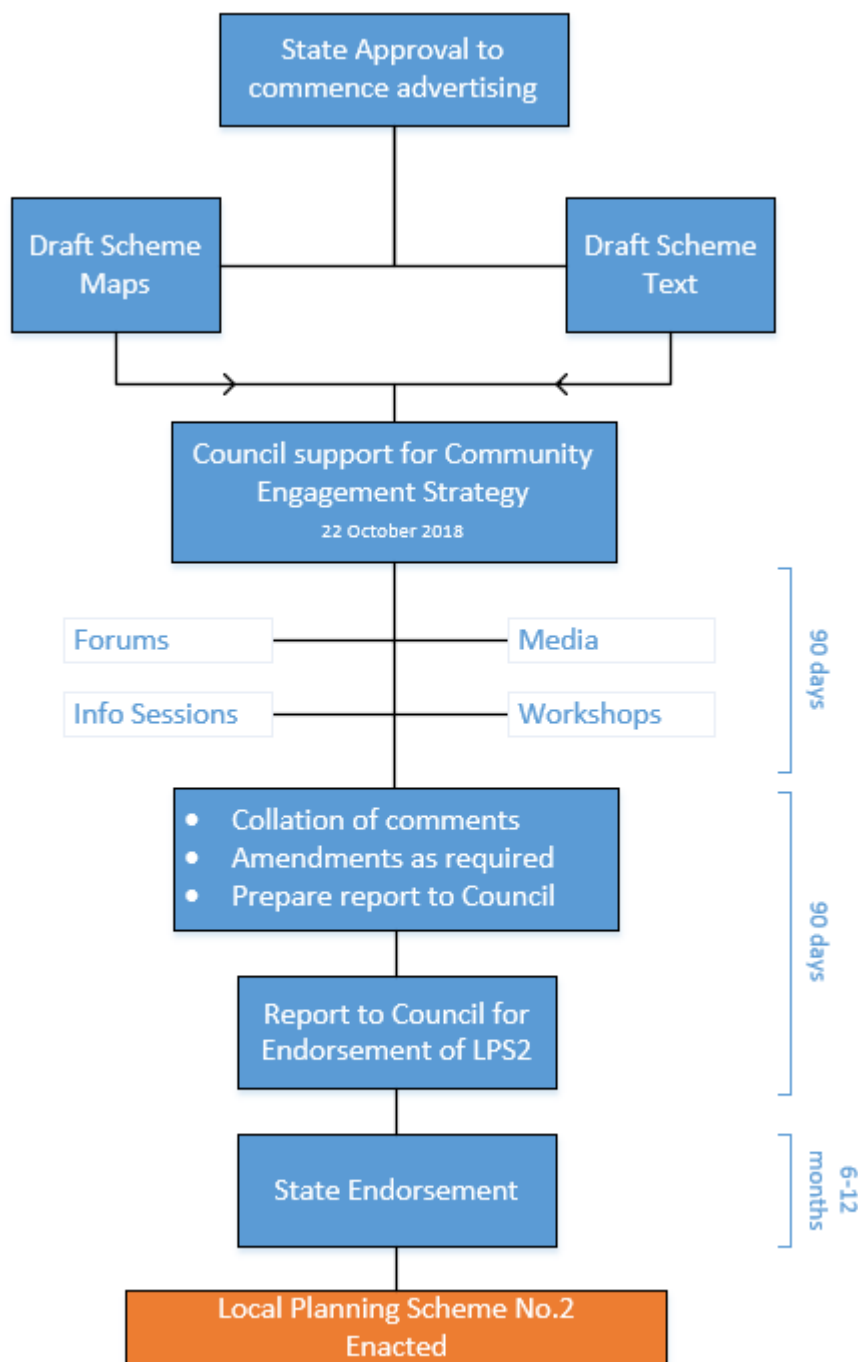 State Approval to
commence advertising
Draft Scheme
Maps
Draft Scheme
Text
Council support for Community
Engagement Strategy
22 October 2018
Forums
Media
Info Sessions
Workshops
90 days
• Collation of comments
• Amendments as required
• Prepare report to Council
90 days
Report to Council for
Endorsement of LPS2
State Endorsement
6-12
months
Local Planning Scheme No.2
Enacted